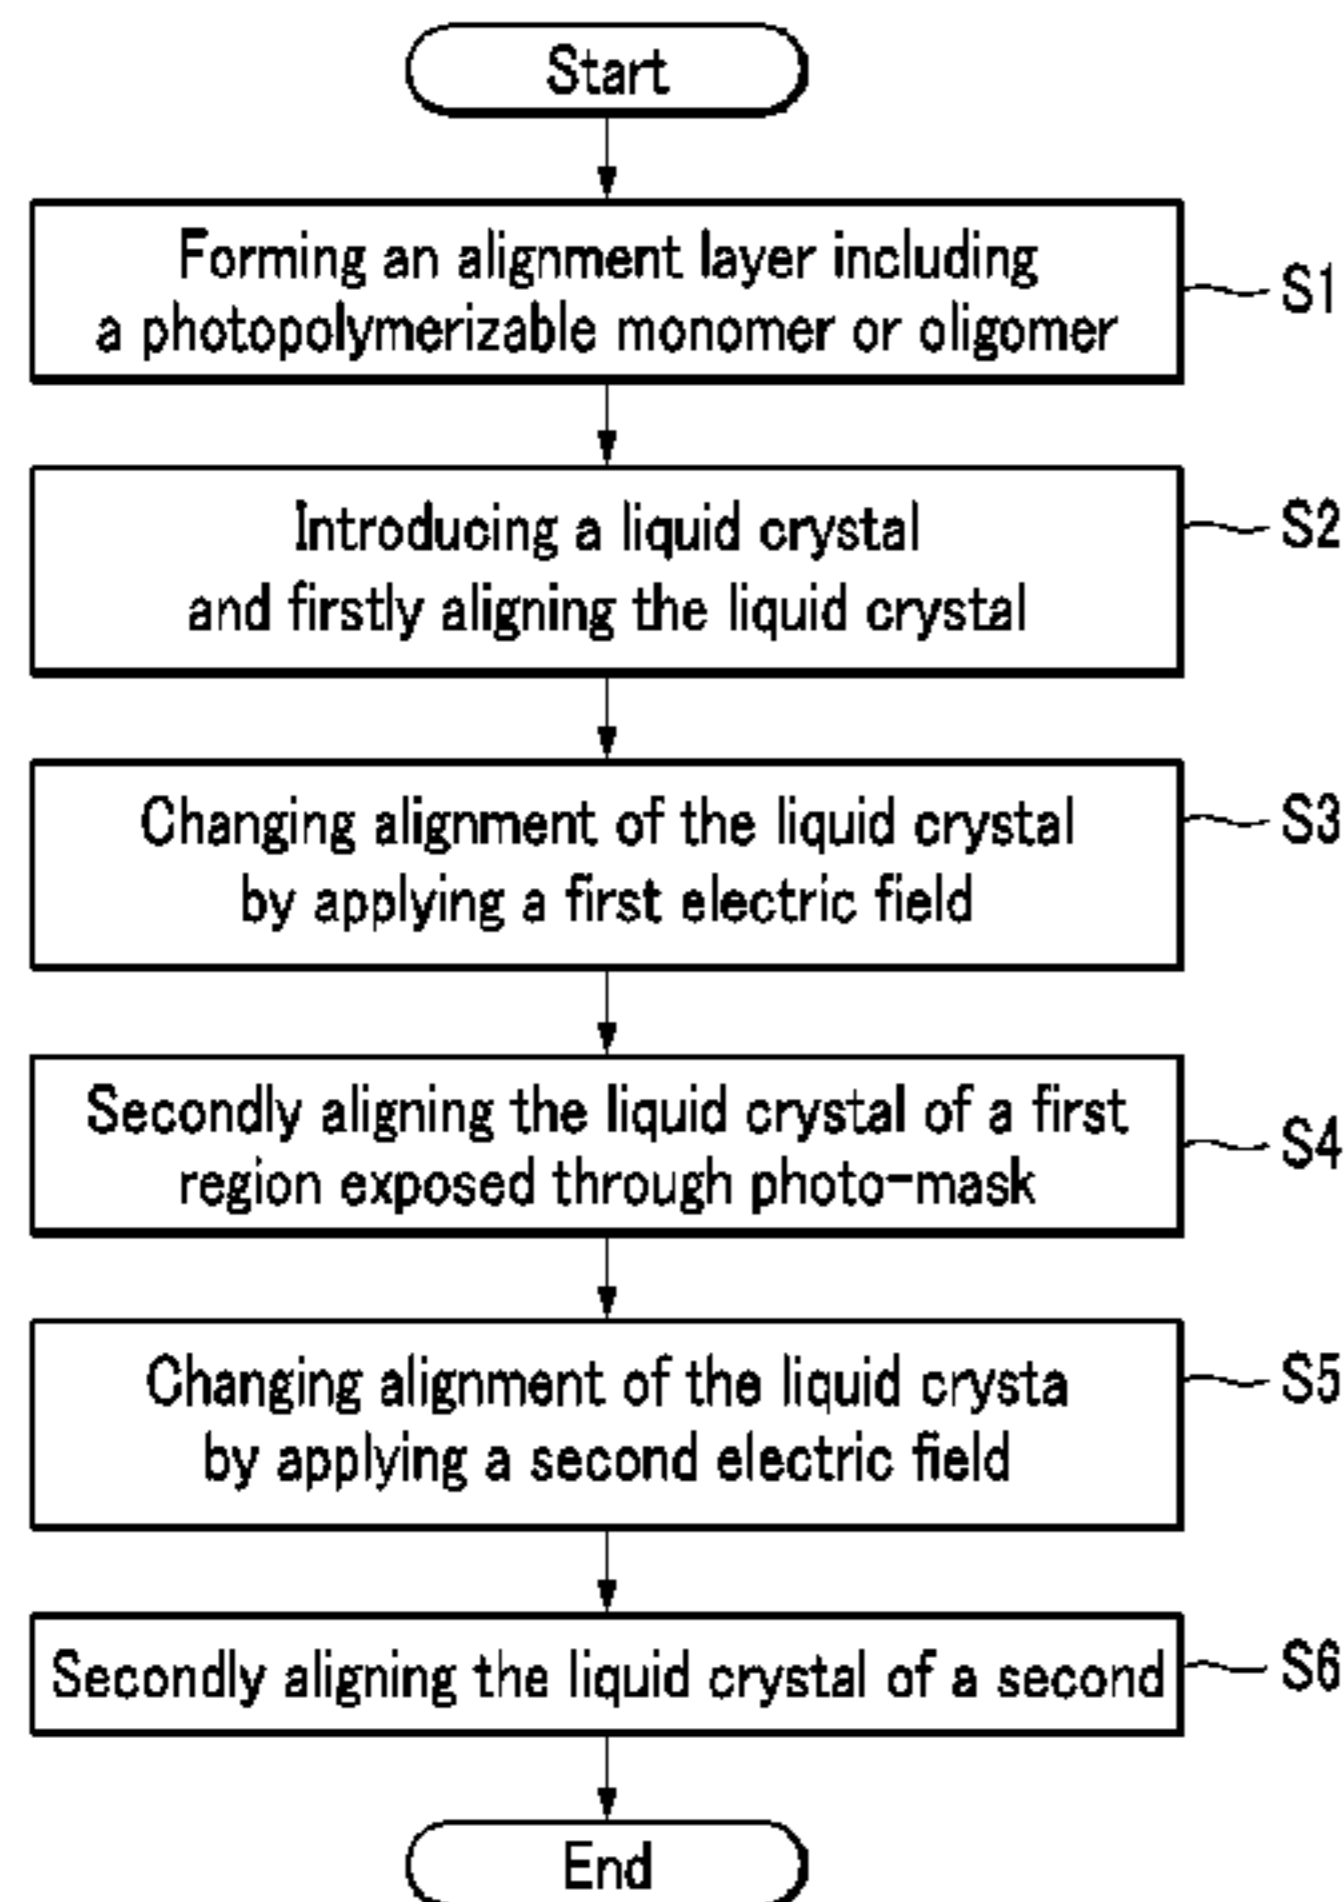 Start
Forming an alignment layer including
a photopolymerizable monomer or oligomer
S1
Introducing a liquid crystal
and firstly aligning the liquid crystal
S2
Changing alignment of the liquid crystal
by applying a first electric field
S3
Secondly aligning the liquid crystal of a first
region exposed through photo-mask
S4
Changing alignment of the liquid crysta
by applying a second electric field
S5
Secondly aligning the liquid crystal of a second
S6
End